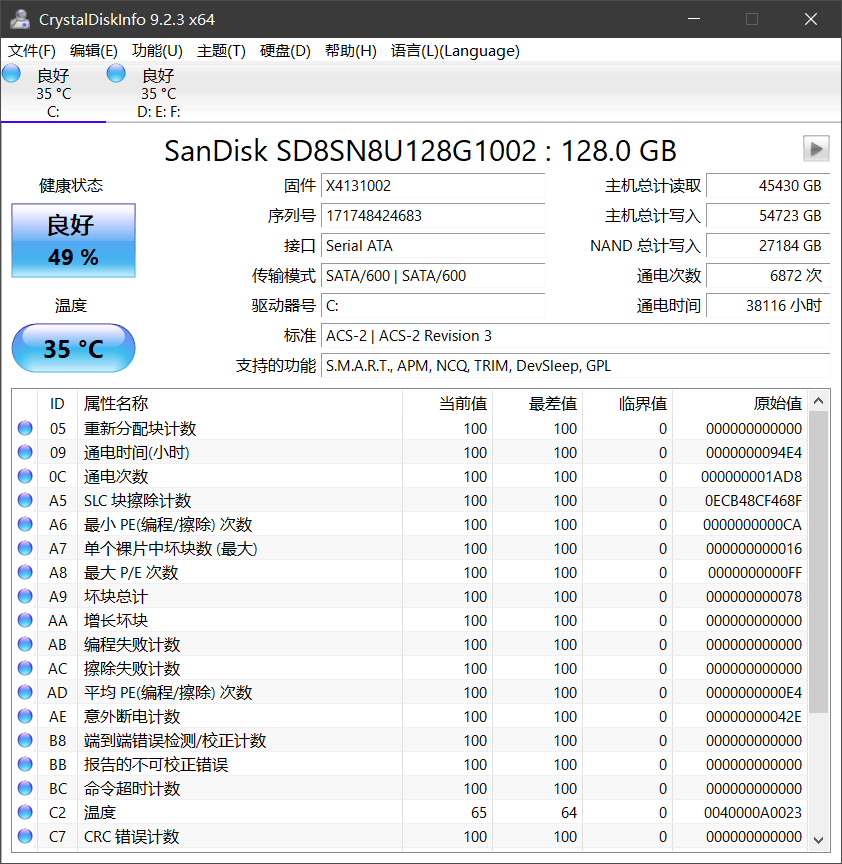 CrystalDiskInfo 9.2.3 x64
文件(F) 编辑(E) 功能(U) 主题(T) 硬盘(D) 帮助(H) 语言(L)(Language)
良好 良好
35 °C 35 °C
C: D: E: F:
SanDisk SD8SN8U128G1002 : 128.0 GB
健康状态 固件 X4131002 主机总计读取 45430 GB
良好 序列号 171748424683 主机总计写入 54723 GB
49 % 接口 Serial ATA NAND 总计写入 27184 GB
传输模式 SATA/600 | SATA/600 通电次数 6872 次
温度 驱动器号 C: 通电时间 38116 小时
35 °C 标准 ACS-2 | ACS-2 Revision 3
支持的功能 S.M.A.R.T., APM, NCQ, TRIM, DevSleep, GPL
ID 属性名称 当前值 最差值 临界值 原始值
05 重新分配块计数 100 100 0 000000000000
09 通电时间(小时) 100 100 0 0000000094E4
0C 通电次数 100 100 0 000000001AD8
A5 SLC 块擦除计数 100 100 0 0ECB48CF468F
A6 最小 PE(编程/擦除) 次数 100 100 0 0000000000CA
A7 单个裸片中坏块数 (最大) 100 100 0 000000000016
A8 最大 P/E 次数 100 100 0 0000000000FF
A9 坏块总计 100 100 0 000000000078
AA 增长坏块 100 100 0 000000000000
AB 编程失败计数 100 100 0 000000000000
AC 擦除失败计数 100 100 0 000000000000
AD 平均 PE(编程/擦除) 次数 100 100 0 0000000000E4
AE 意外断电计数 100 100 0 00000000042E
B8 端到端错误检测/校正计数 100 100 0 000000000000
BB 报告的不可校正错误 100 100 0 000000000000
BC 命令超时计数 100 100 0 000000000000
C2 温度 65 64 0 0040000A0023
C7 CRC 错误计数 100 100 0 000000000000